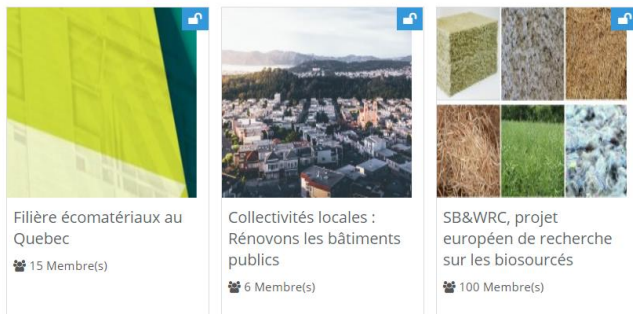 Filière écomatériaux au
Quebec
15 Membre(s)
Collectivités locales :
Rénovons les bâtiments
publics
6 Membre(s)
SB&WRC, projet
européen de recherche
sur les biosourcés
100 Membre(s)